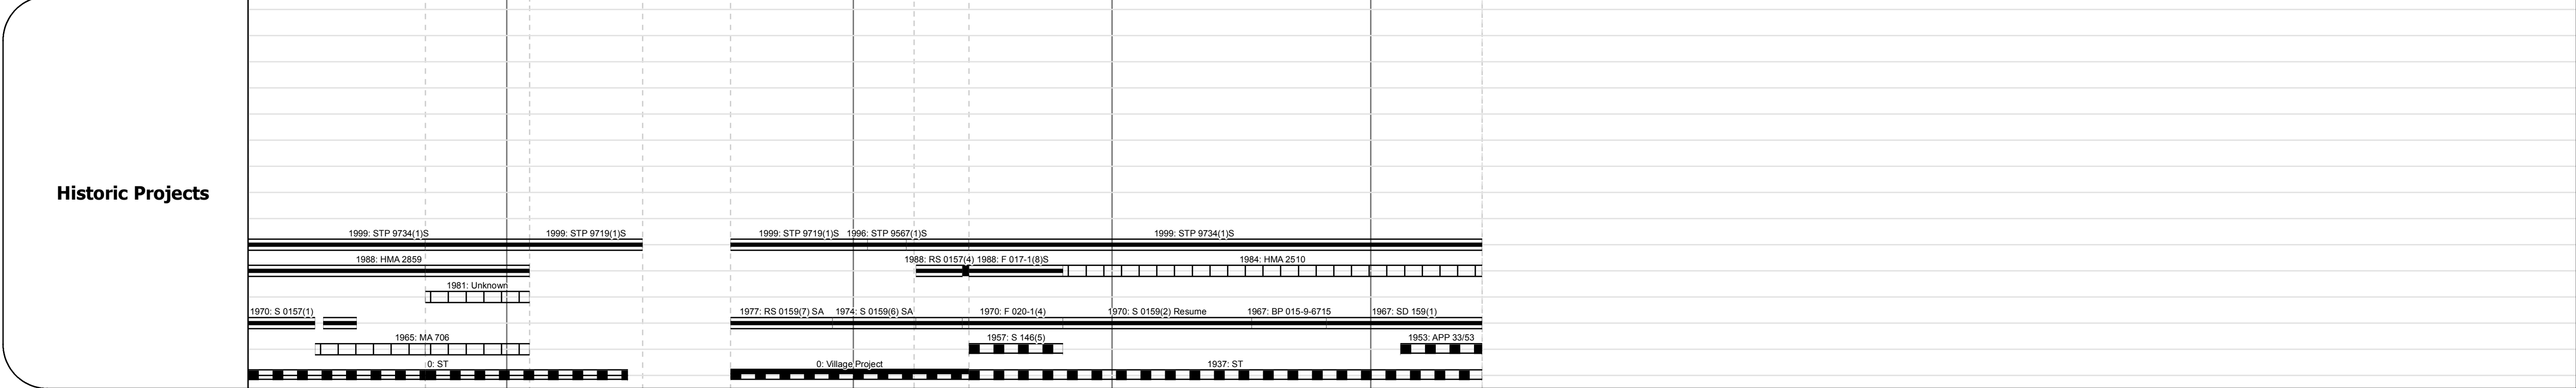 Historic Projects
1999: STP 9734(1)S 1999: STP 9719(1)S 1999: STP 9719(1)S 1996: STP 9567(1)S 1999: STP 9734(1)S
1988: HMA 2859 1988: RS 0157(4) 1988: F 017-1(8)S 1984: HMA 2510
1981: Unknown
1970: S 0157(1) 1977: RS 0159(7) SA 1974: S 0159(6) SA 1970: F 020-1(4) 1970: S 0159(2) Resume 1967: BP 015-9-6715 1967: SD 159(1)
1965: MA 706 1957: S 146(5) 1953: APP 33/53
0: ST 0: Village Project 1937: ST